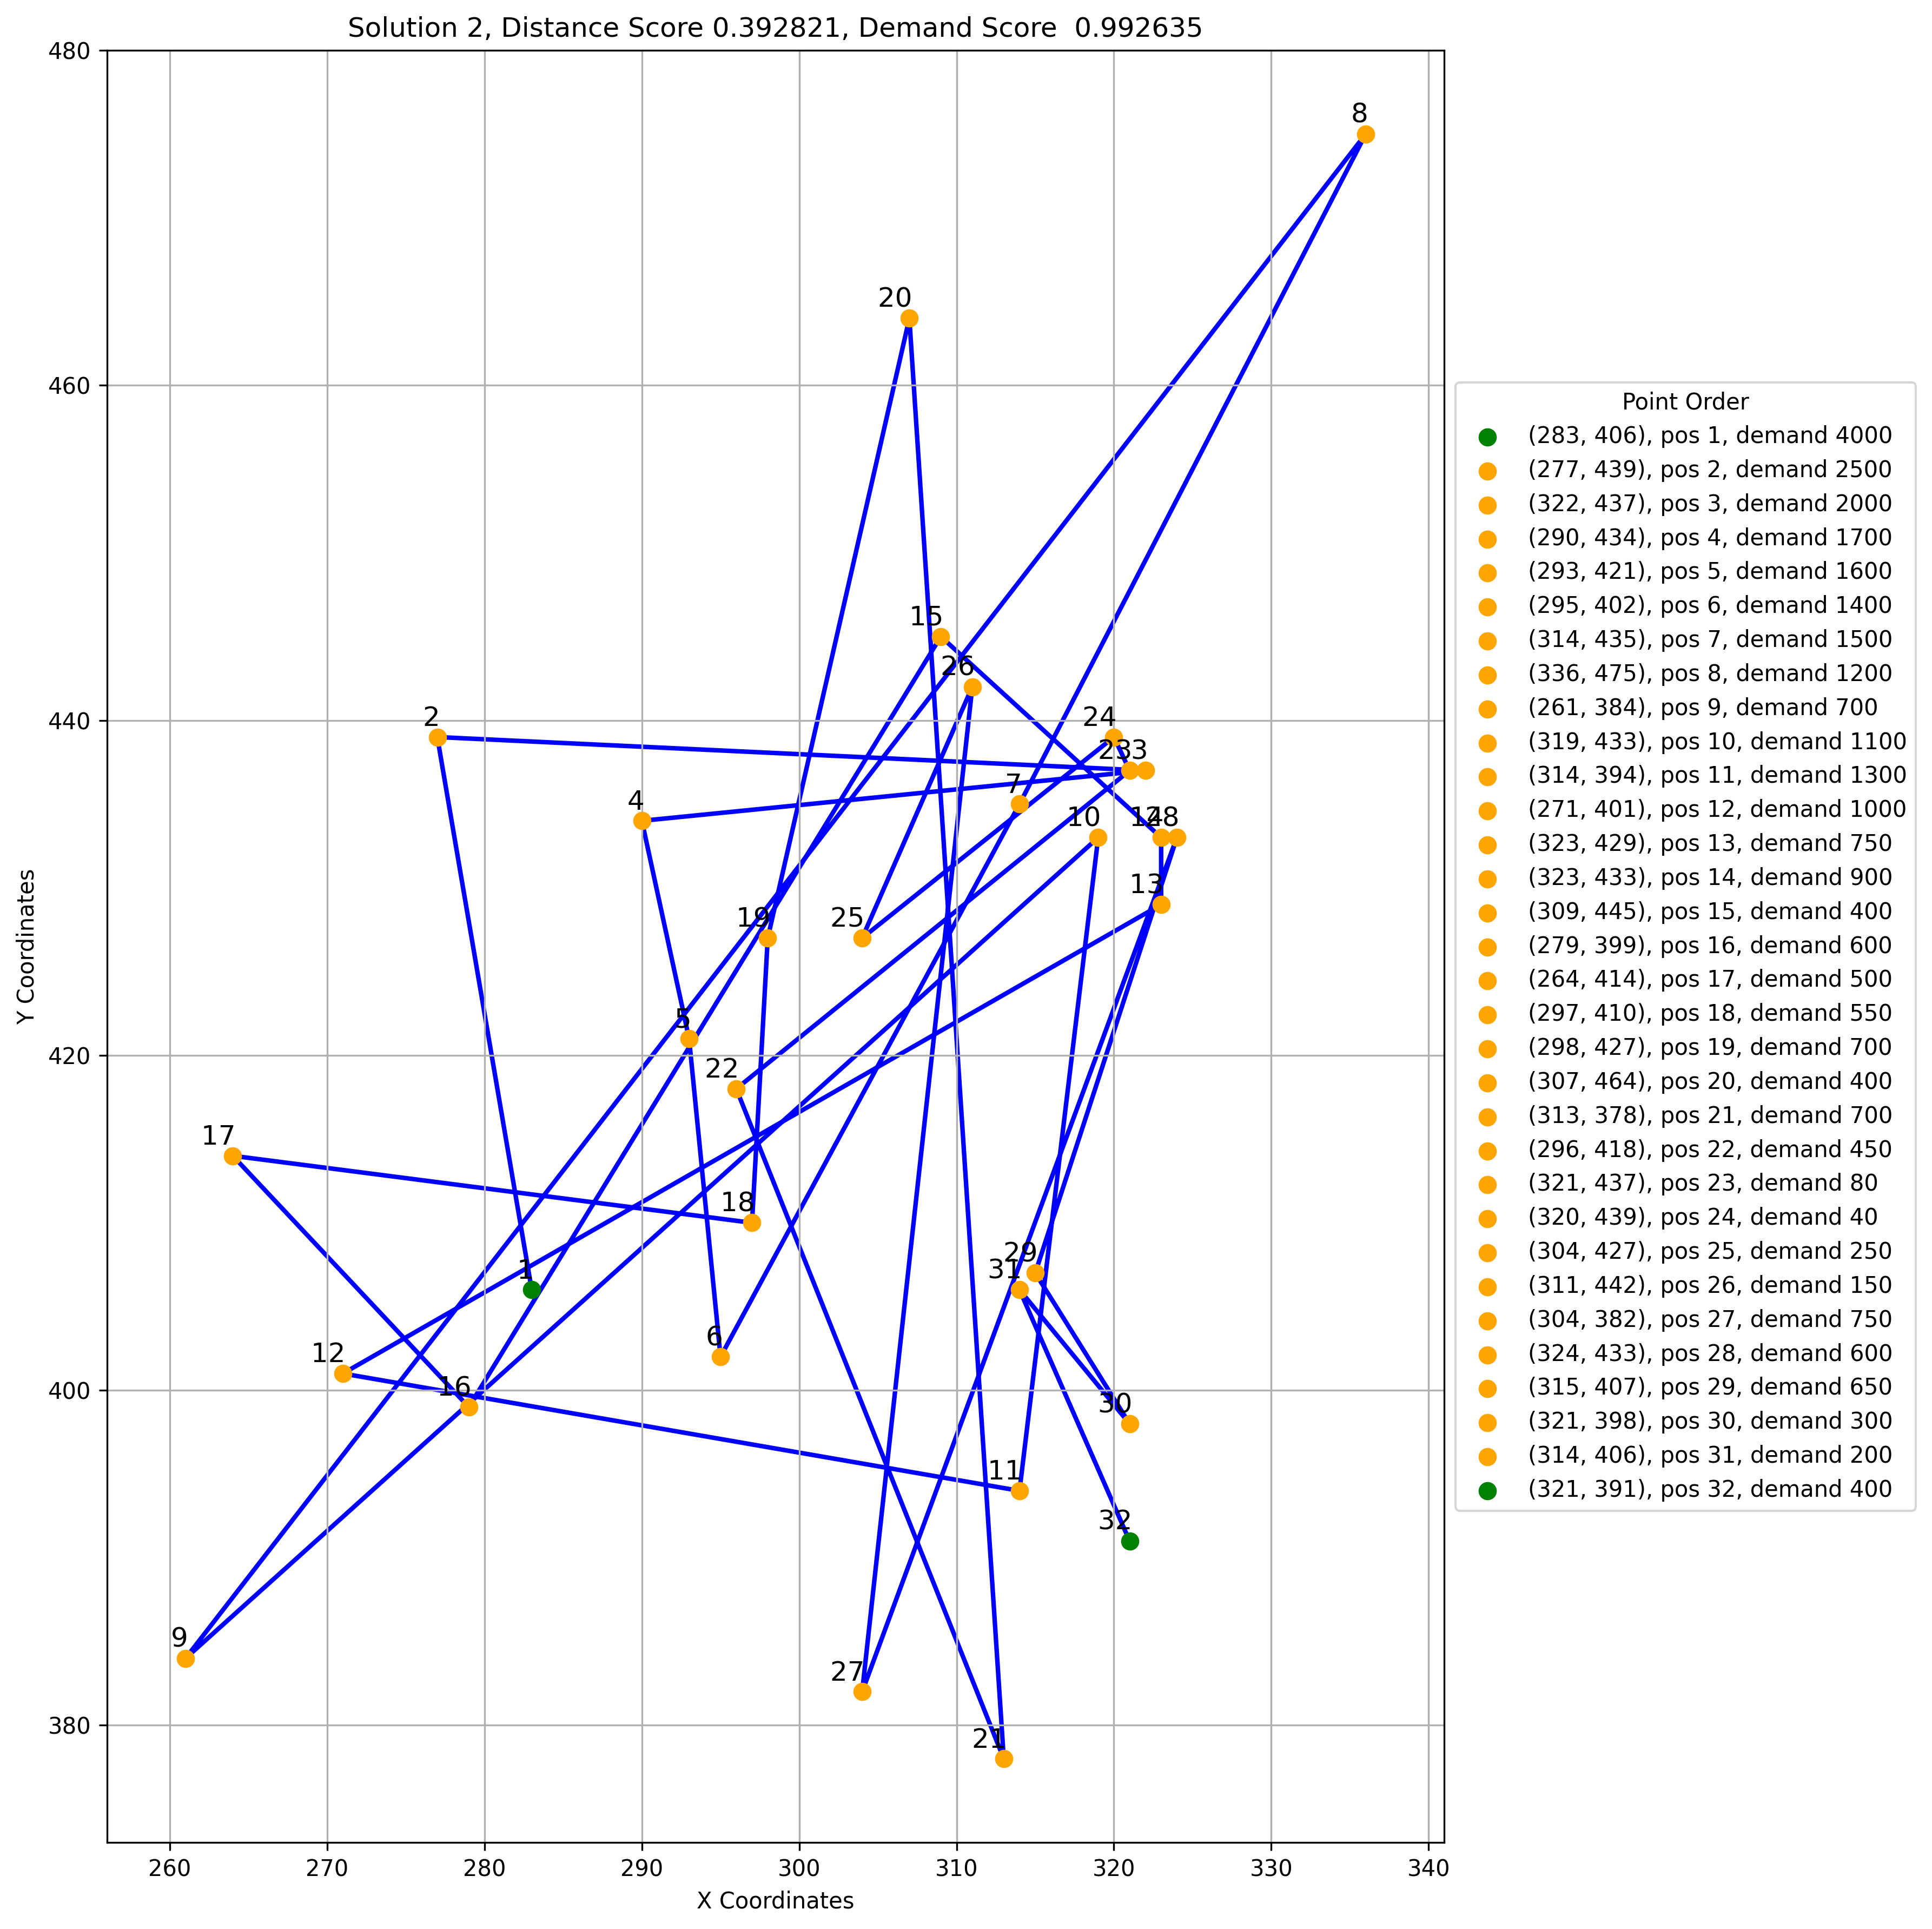 Solution 2, Distance Score 0.392821, Demand Score  0.992635
480
460
440
420
400
380
Y Coordinates
260
270
280
290
300
310
320
330
340
X Coordinates
8
20
15
26
2
24
23
3
7
4
10
14
28
13
19
25
5
22
17
18
1
29
31
6
12
16
30
11
32
9
27
21
Point Order
(283, 406), pos 1, demand 4000
(277, 439), pos 2, demand 2500
(322, 437), pos 3, demand 2000
(290, 434), pos 4, demand 1700
(293, 421), pos 5, demand 1600
(295, 402), pos 6, demand 1400
(314, 435), pos 7, demand 1500
(336, 475), pos 8, demand 1200
(261, 384), pos 9, demand 700
(319, 433), pos 10, demand 1100
(314, 394), pos 11, demand 1300
(271, 401), pos 12, demand 1000
(323, 429), pos 13, demand 750
(323, 433), pos 14, demand 900
(309, 445), pos 15, demand 400
(279, 399), pos 16, demand 600
(264, 414), pos 17, demand 500
(297, 410), pos 18, demand 550
(298, 427), pos 19, demand 700
(307, 464), pos 20, demand 400
(313, 378), pos 21, demand 700
(296, 418), pos 22, demand 450
(321, 437), pos 23, demand 80
(320, 439), pos 24, demand 40
(304, 427), pos 25, demand 250
(311, 442), pos 26, demand 150
(304, 382), pos 27, demand 750
(324, 433), pos 28, demand 600
(315, 407), pos 29, demand 650
(321, 398), pos 30, demand 300
(314, 406), pos 31, demand 200
(321, 391), pos 32, demand 400